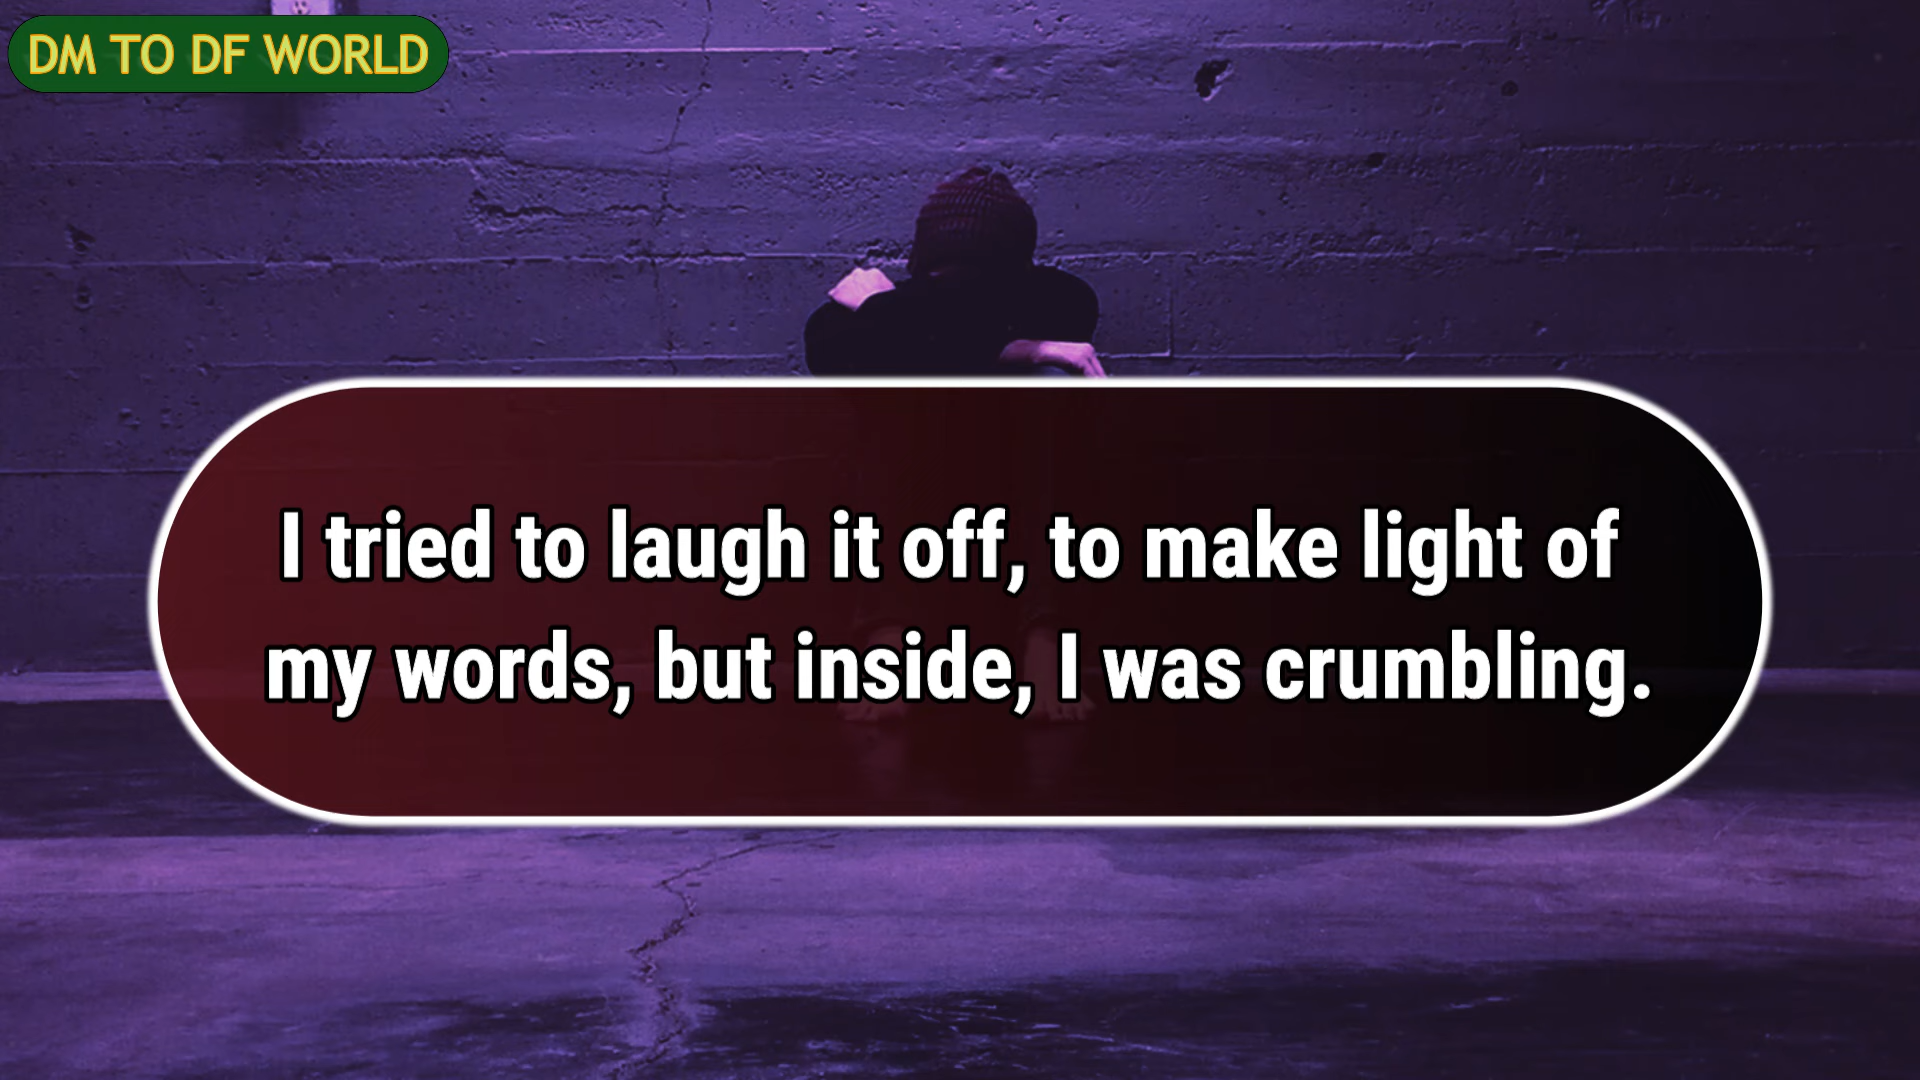 DM TO DF WORLD
I tried to laugh it off, to make light of
my words, but inside, I was crumbling.